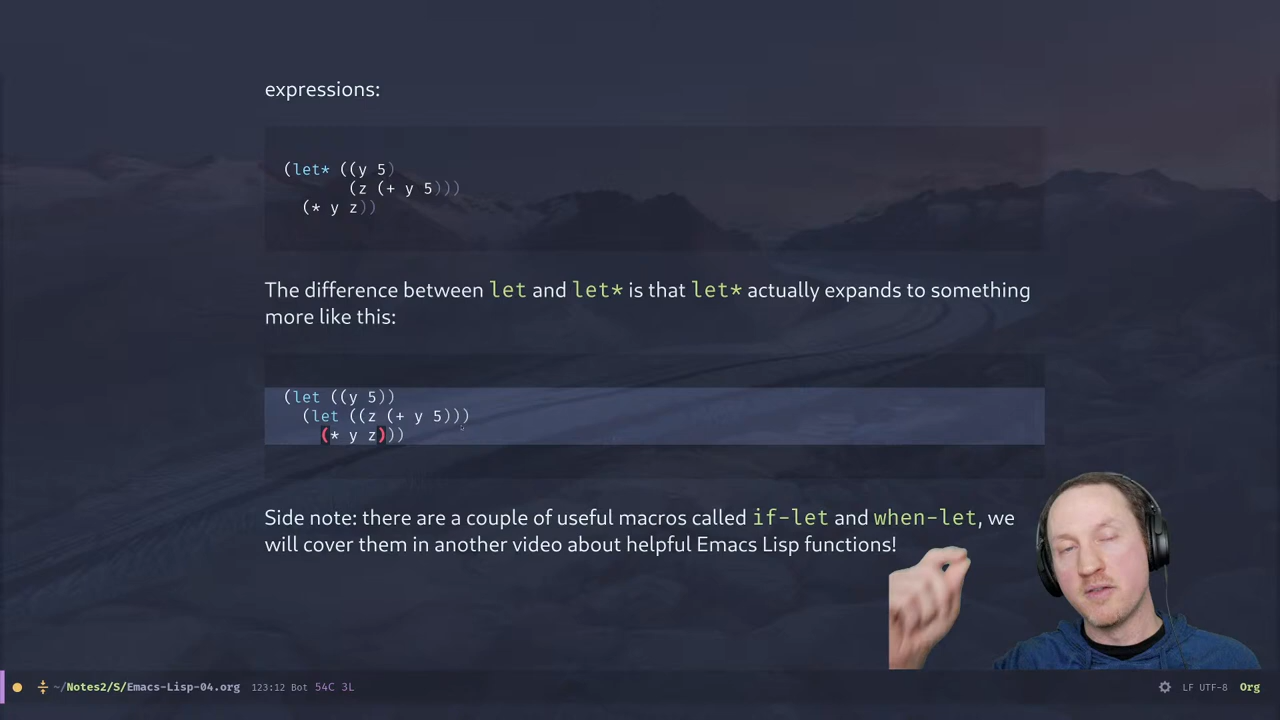 expressions:
(let* ((y 5)
(z (+ y 5)))
(* y z))
The difference between let and let* is that let* actually expands to something
more like this:
(let ((y 5))
(let ((z (+ y 5)))
(* y z)))
Side note: there are a couple of useful macros called if-let and when-let, we
will cover them in another video about helpful Emacs Lisp functions!
~/Notes2/S/Emacs-Lisp-04.org 123:12 Bot 54C 3L LF UTF-8 Org